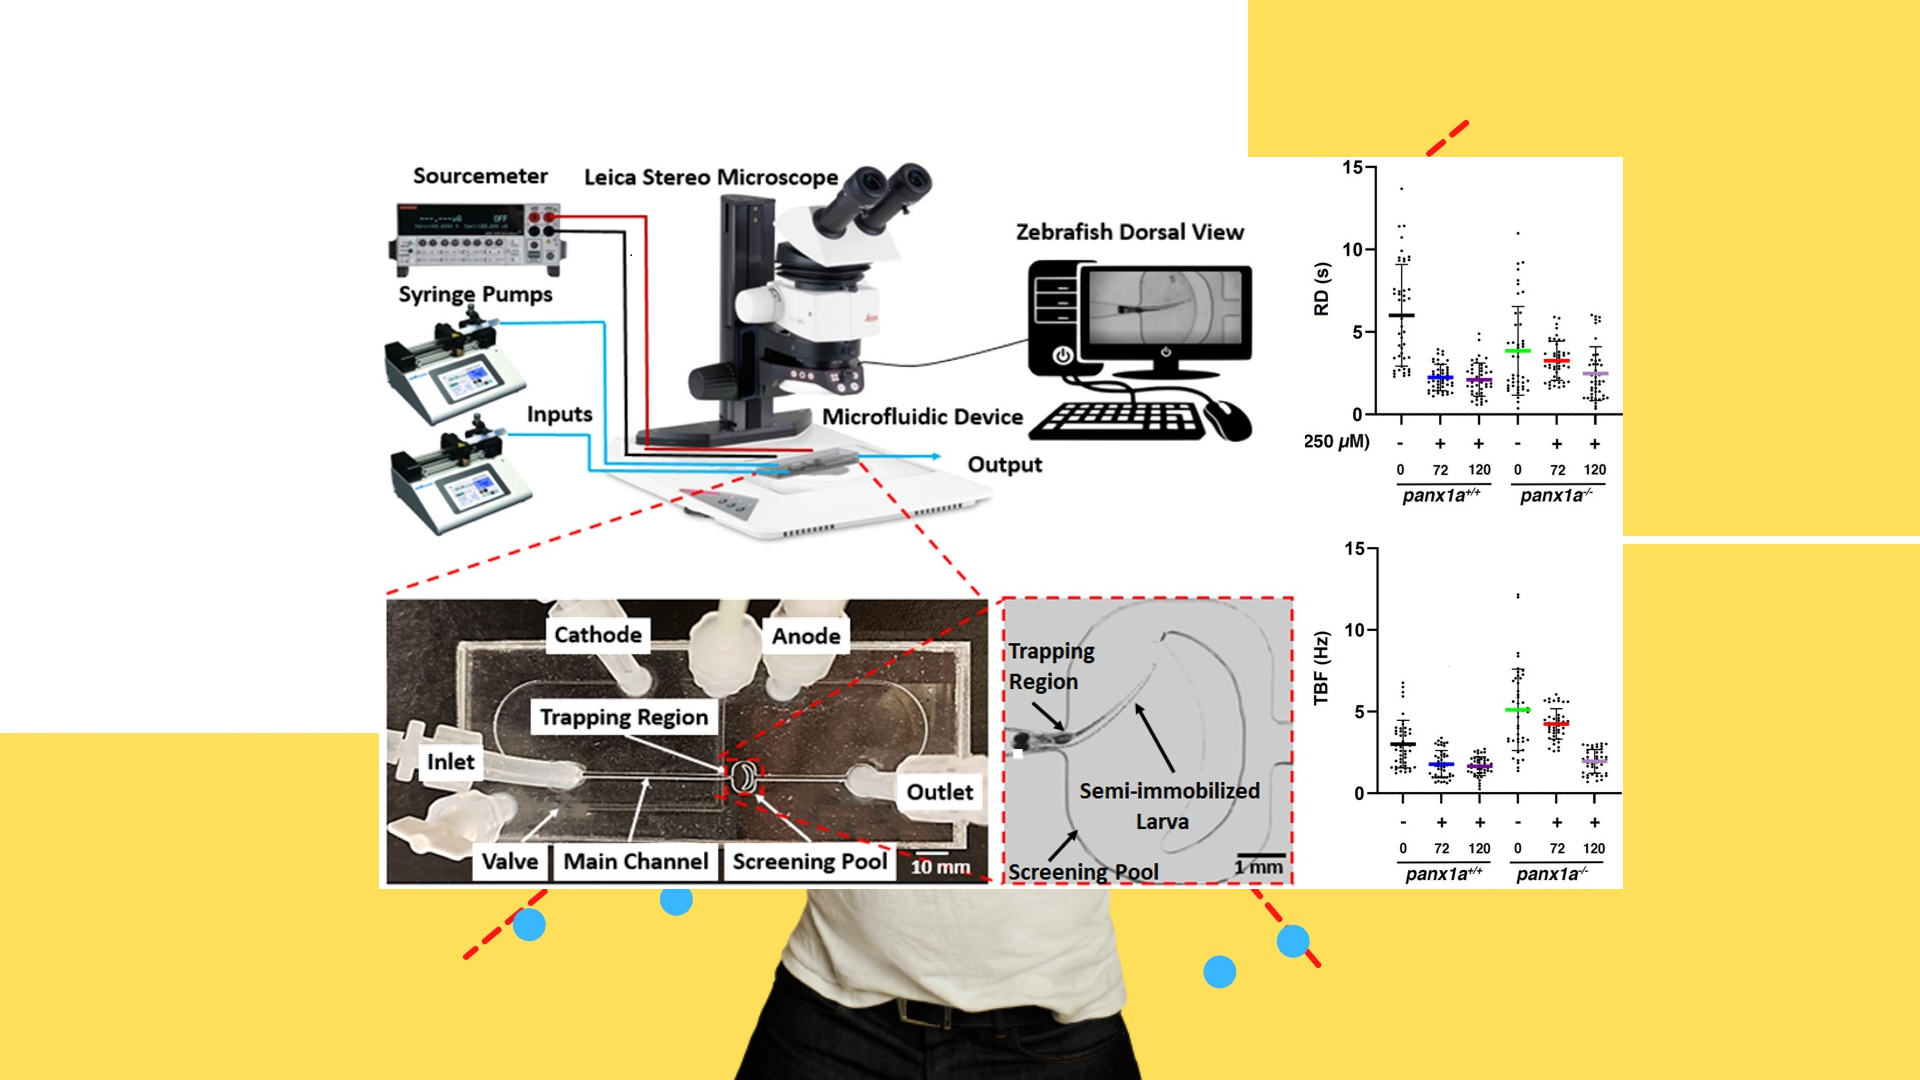 Sourcemeter
Leica Stereo Microscope
OFF
Zebrafish Dorsal View
Syringe Pumps
Inputs
Microfluidic Device
Output
Cathode
Anode
Trapping Region
Inlet
Outlet
Valve
Main Channel
Screening Pool
10 mm
Trapping
Region
Semi-immobilized
Larva
Screening Pool
1 mm
15
10
RD (s)
5
0
250 µM) - + + - + +
0 72 120 0 72 120
panx1a+/+ panx1a-/-
15
10
TBF (Hz)
5
0
- + + - + +
0 72 120 0 72 120
panx1a+/+ panx1a-/-